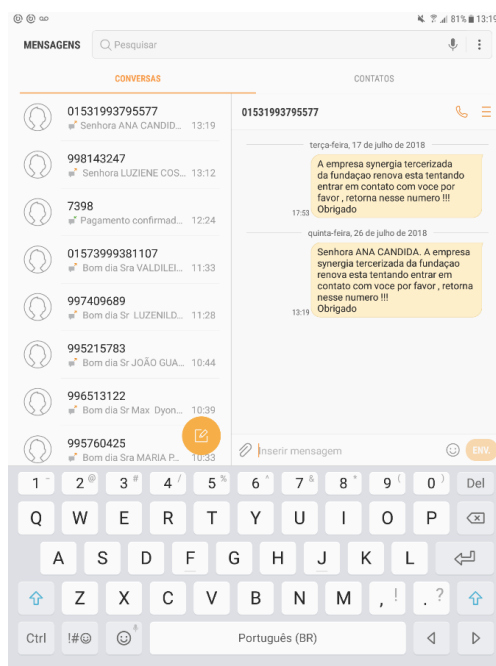 81% 13:19
MENSAGENS
Pesquisar
CONVERSAS
CONTATOS
01531993795577
Senhora ANA CANDID... 13:19
998143247
Senhora LUZIENE COS... 13:12
7398
Pagamento confirmad... 12:24
01573999381107
Bom dia Sra VALDILEI... 11:33
997409689
Bom dia Sr LUZENILD... 11:28
995215783
Bom dia Sr JOÃO GUA... 10:44
996513122
Bom dia Sr Max Dyon... 10:39
995760425
Bom dia Sra MARIA P... 10:33
01531993795577
terça-feira, 17 de julho de 2018
A empresa synergia tercerizada
da fundaçao renova esta tentando
entrar em contato com voce por
favor , retorna nesse numero !!!
17:53 Obrigado
quinta-feira, 26 de julho de 2018
Senhora ANA CANDIDA. A empresa
synergia tercerizada da fundaçao
renova esta tentando entrar em
contato com voce por favor , retorna
nesse numero !!!
13:19 Obrigado
Inserir mensagem
ENV.
1 - 2 @ 3 # 4 / 5 % 6 ^ 7 & 8 * 9 ( 0 ) Del
Q W E R T Y U I O P
A S D F G H J K L
Z X C V B N M , ! . ?
Ctrl !#☺ Português (BR)